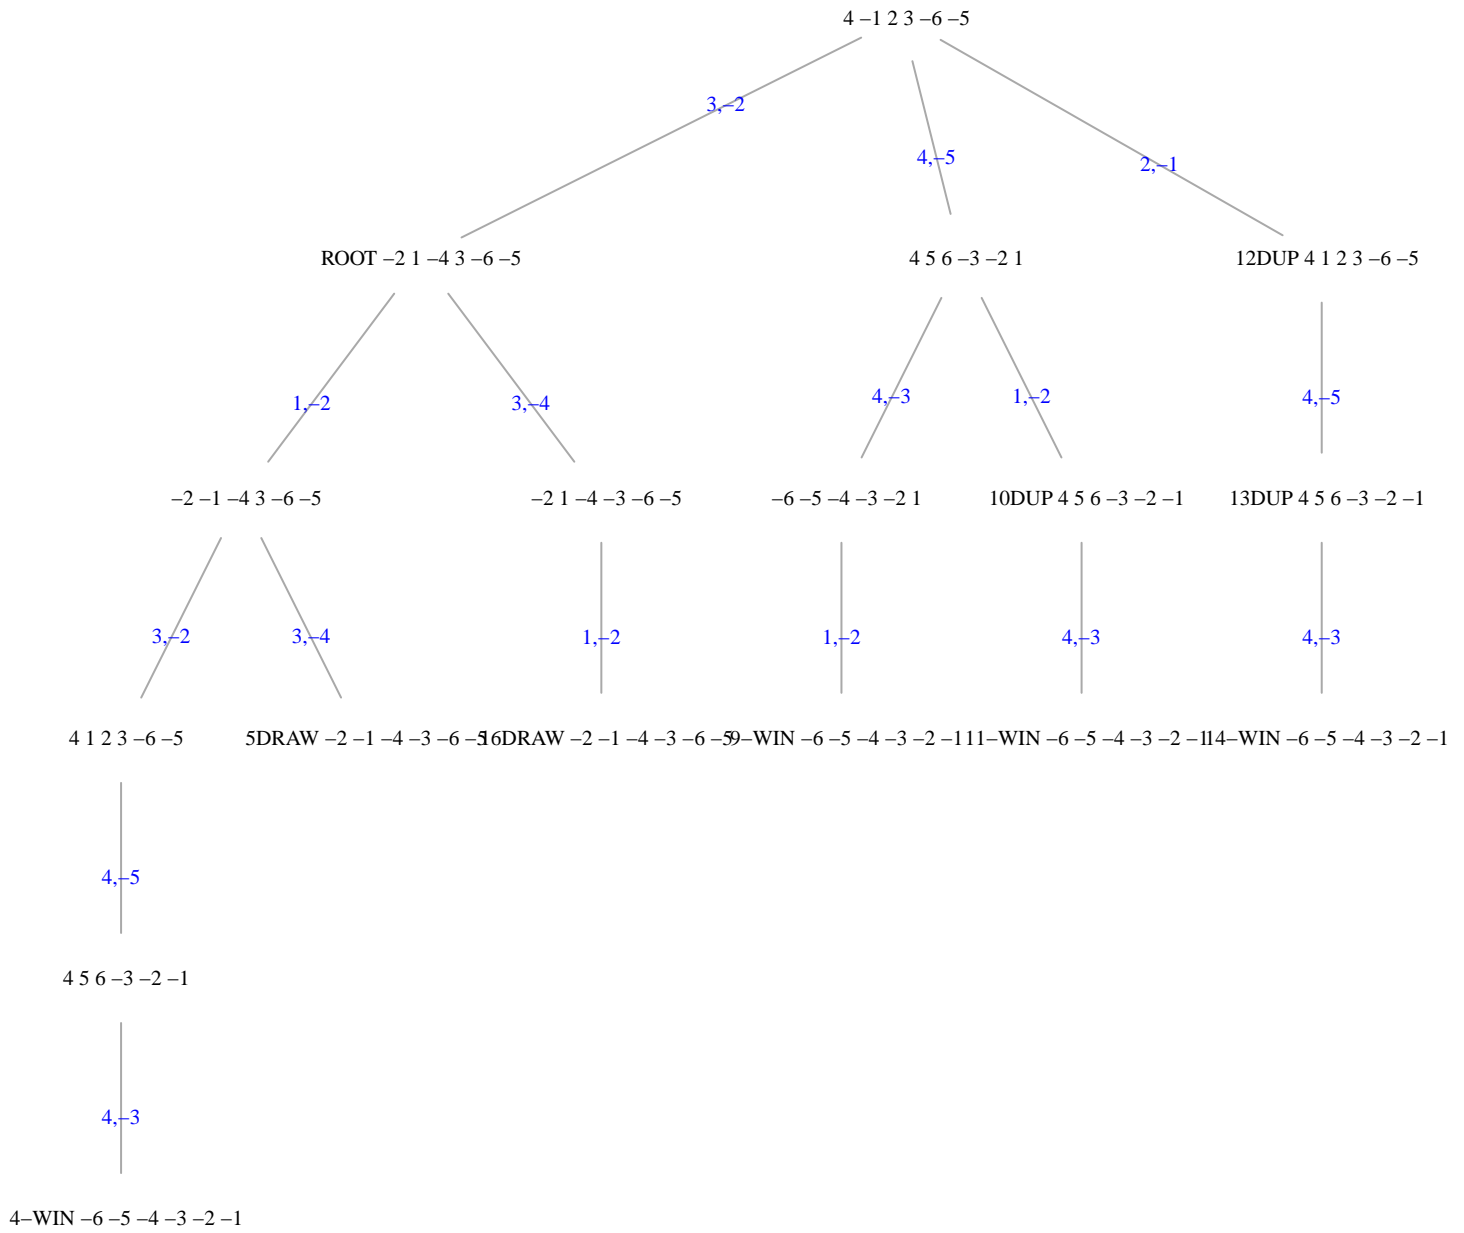 4 –1 2 3 –6 –5
3,–2
4,–5
2,–1
ROOT –2 1 –4 3 –6 –5
4 5 6 –3 –2 1
12DUP 4 1 2 3 –6 –5
1,–2
3,–4
4,–3
1,–2
4,–5
–2 –1 –4 3 –6 –5
–2 1 –4 –3 –6 –5
–6 –5 –4 –3 –2 1
10DUP 4 5 6 –3 –2 –1
13DUP 4 5 6 –3 –2 –1
3,–2
3,–4
1,–2
1,–2
4,–3
4,–3
4 1 2 3 –6 –5
5DRAW –2 –1 –4 –3 –6 –5
16DRAW –2 –1 –4 –3 –6 –5
9–WIN –6 –5 –4 –3 –2 –1
11–WIN –6 –5 –4 –3 –2 –1
14–WIN –6 –5 –4 –3 –2 –1
4,–5
4 5 6 –3 –2 –1
4,–3
4–WIN –6 –5 –4 –3 –2 –1